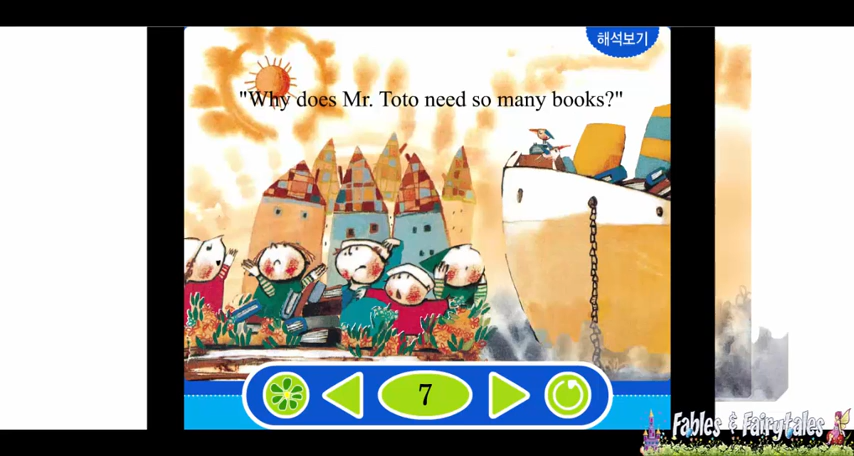 해석보기
"Why does Mr. Toto need so many books?"
7
Fables & Fairytales